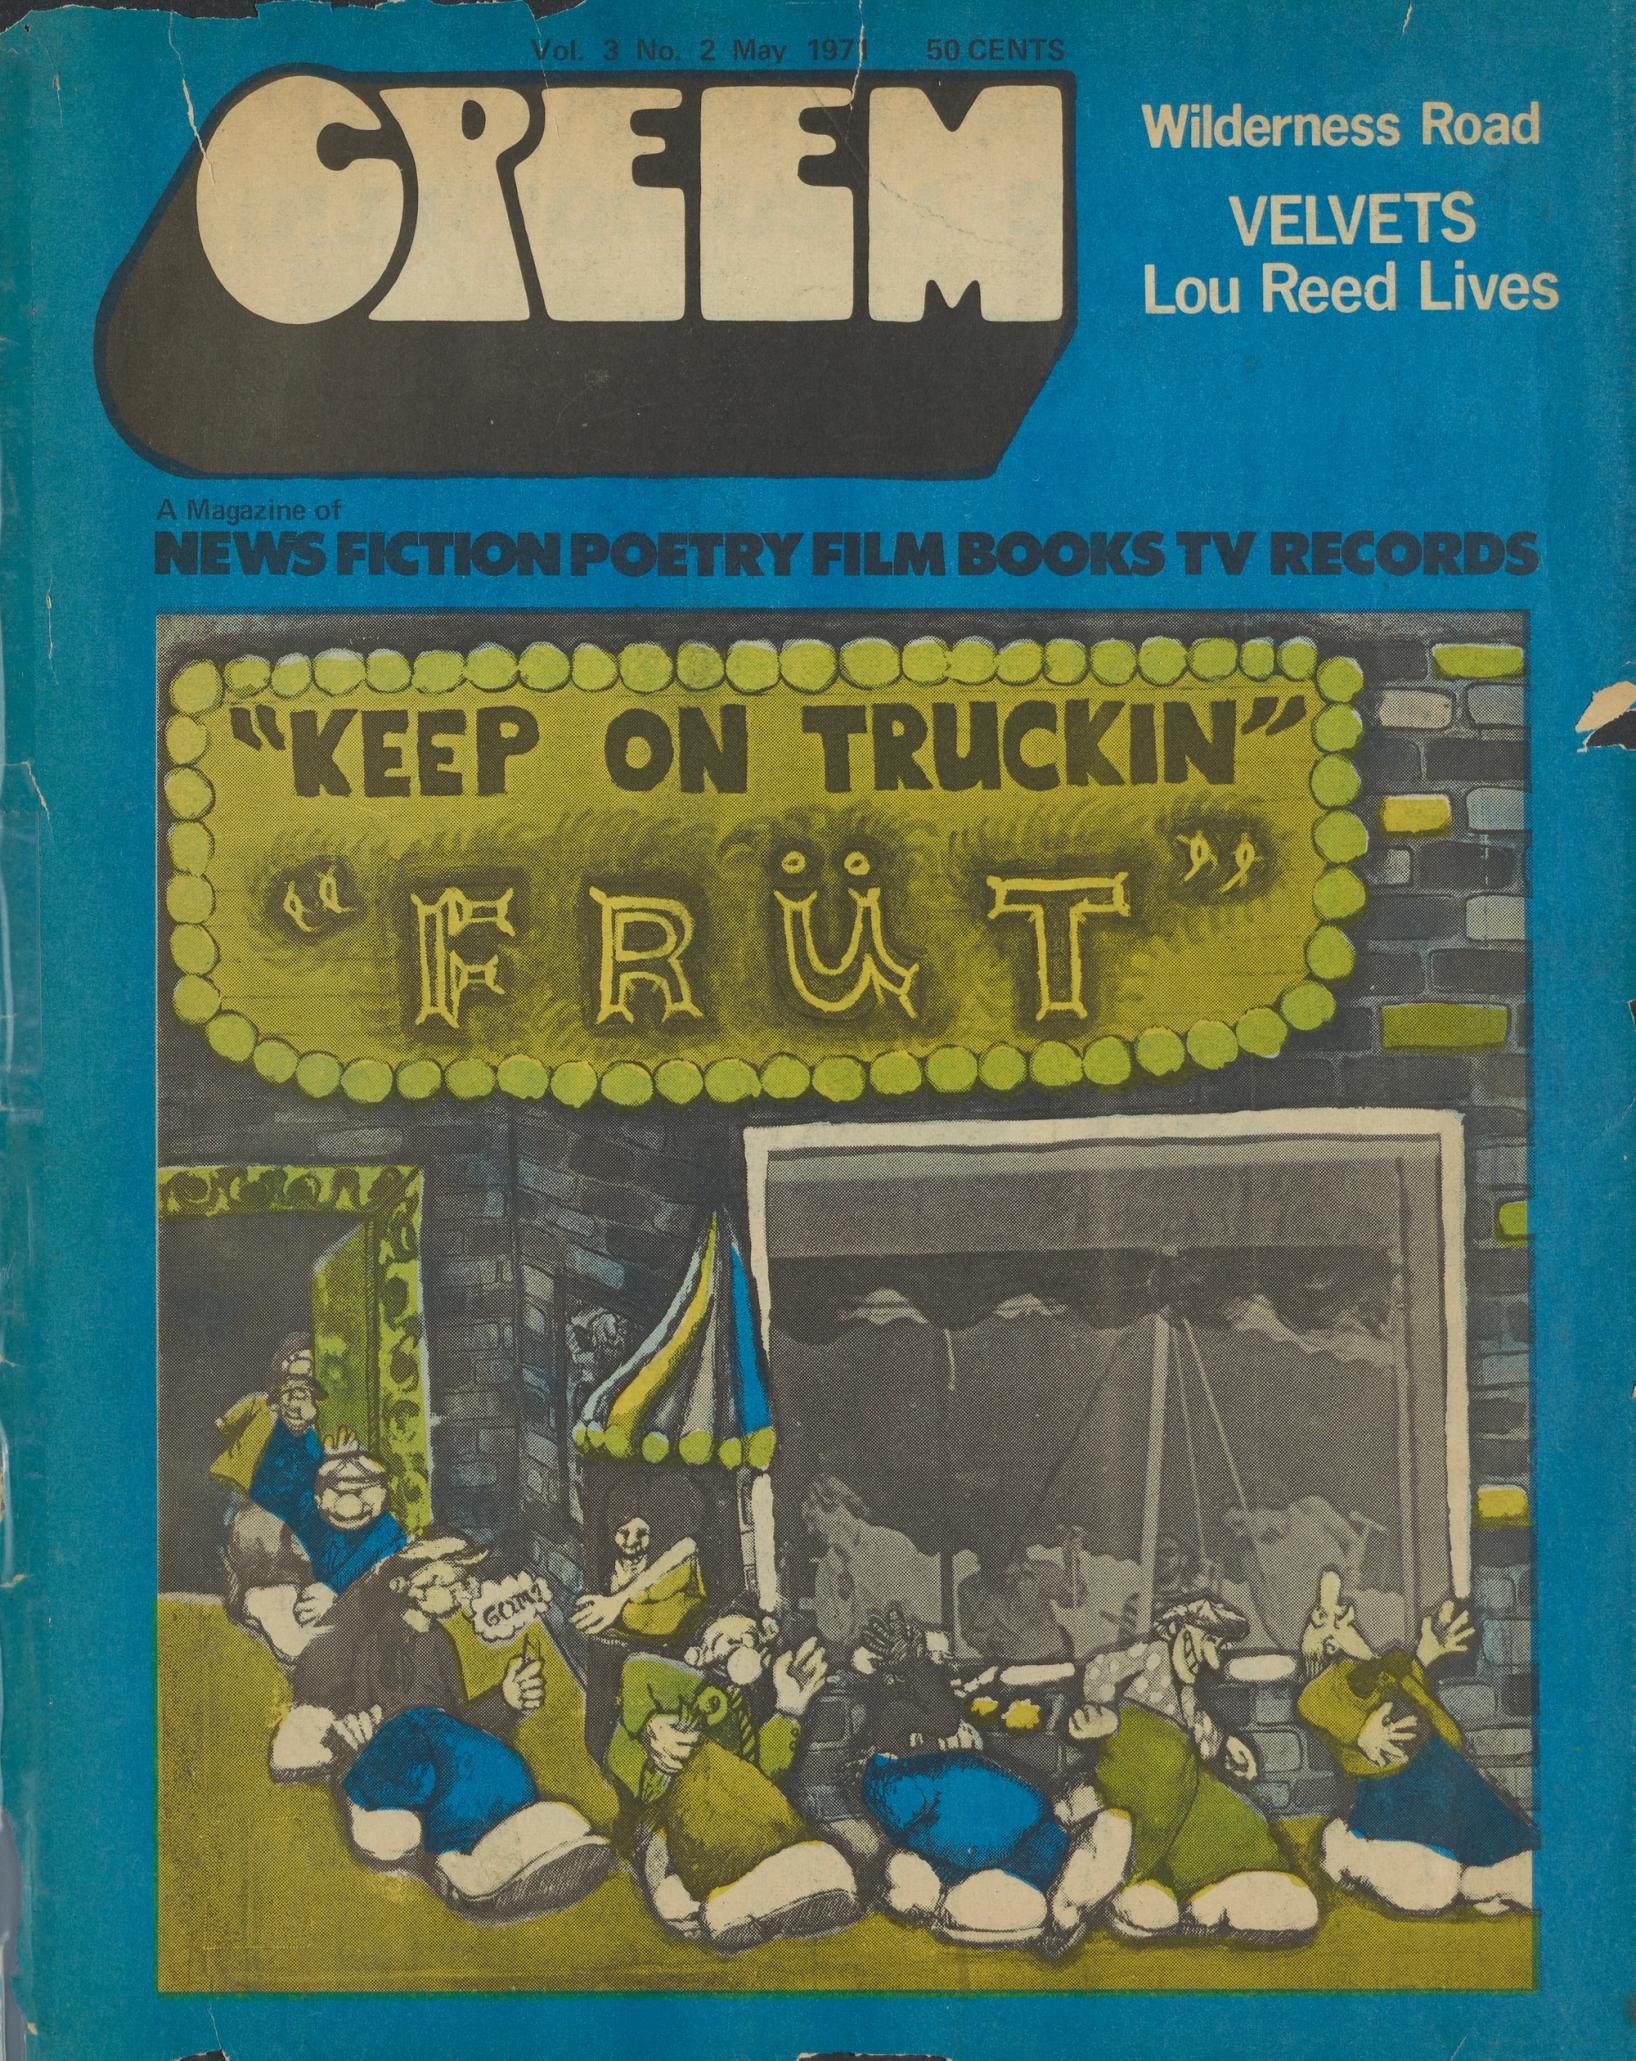 Vol. 3 No. 2 May 1971 50 CENTS
CREEM
Wilderness Road
VELVETS
Lou Reed Lives
A Magazine of
NEWS FICTION POETRY FILM BOOKS TV RECORDS
"KEEP ON TRUCKIN"
"FRÜT"